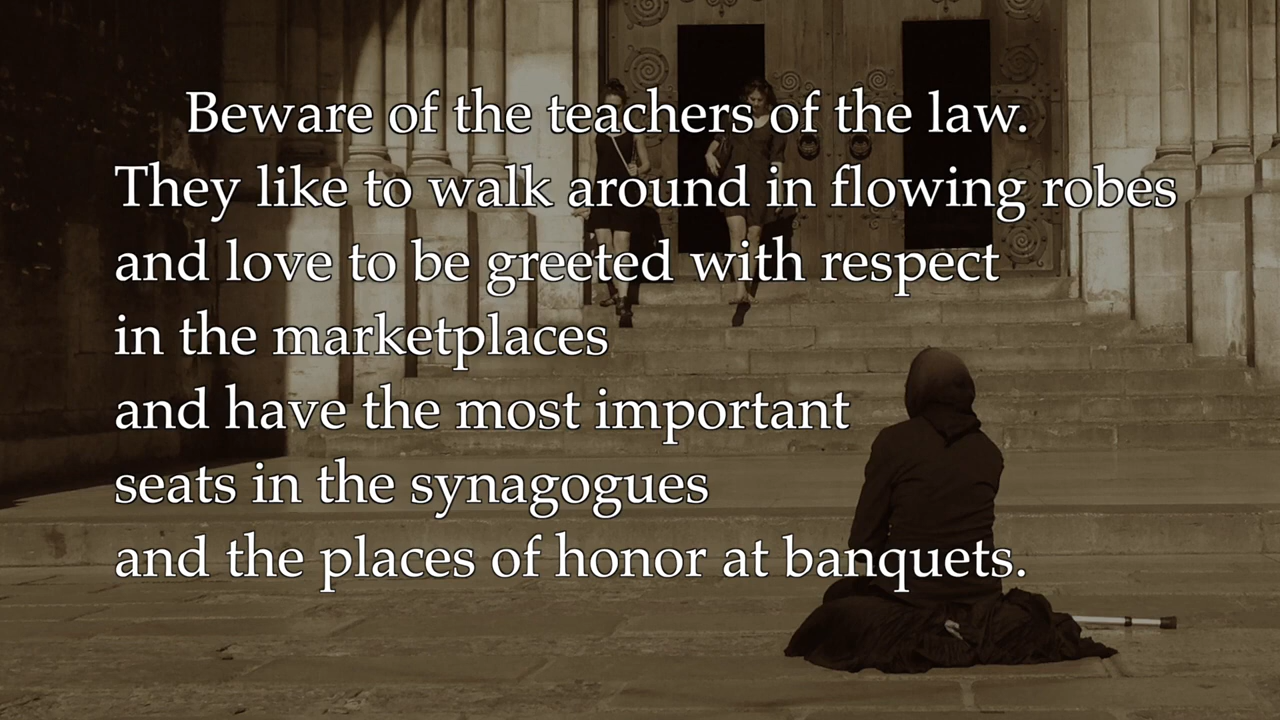 Beware of the teachers of the law.
They like to walk around in flowing robes
and love to be greeted with respect
in the marketplaces
and have the most important
seats in the synagogues
and the places of honor at banquets.